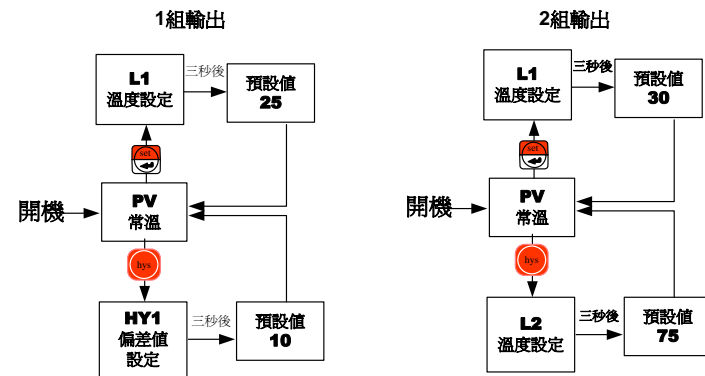 1組輸出
L1
溫度設定
三秒後
預設值
25
set
開機
PV
常溫
hys
HY1
偏差值
設定
三秒後
預設值
10
2組輸出
L1
溫度設定
三秒後
預設值
30
set
開機
PV
常溫
hys
L2
溫度設定
三秒後
預設值
75